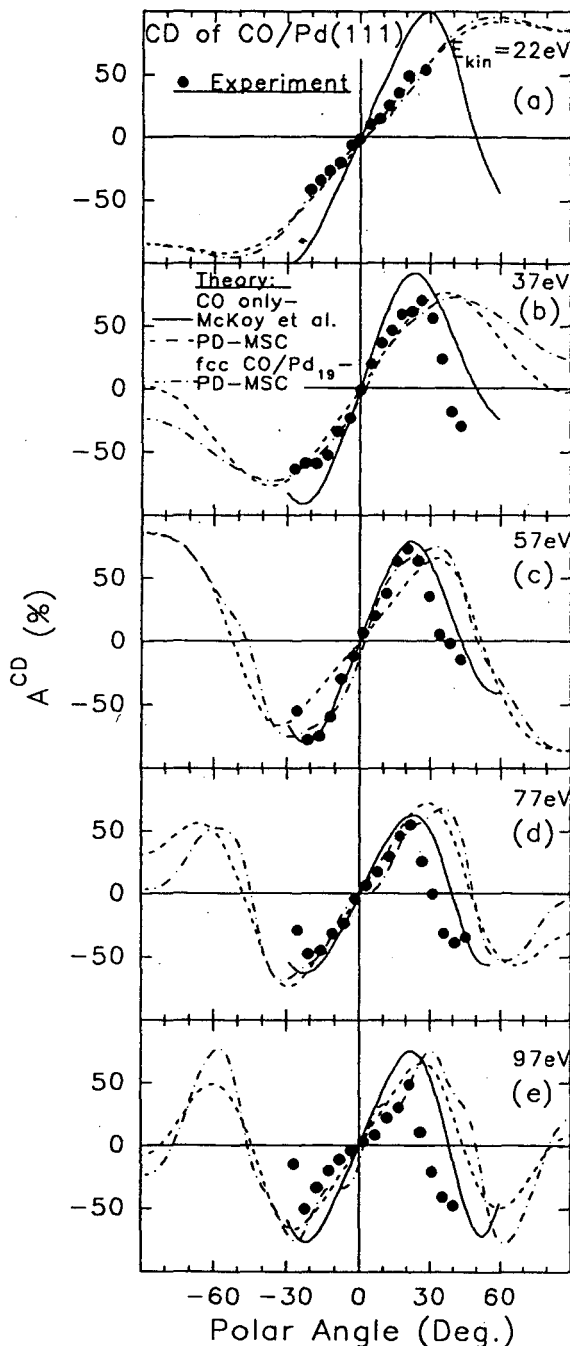 CD of CO/Pd(111)
E kin =22eV
● Experiment
(a)
50
0
−50
37eV
Theory:
(b)
CO only−
McKoy et al.
PD−MSC
fcc CO/Pd19−
PD−MSC
50
0
−50
57eV
(c)
50
0
−50
A^CD (%)
77eV
(d)
50
0
−50
97eV
(e)
50
0
−50
−60 −30 0 30 60
Polar Angle (Deg.)